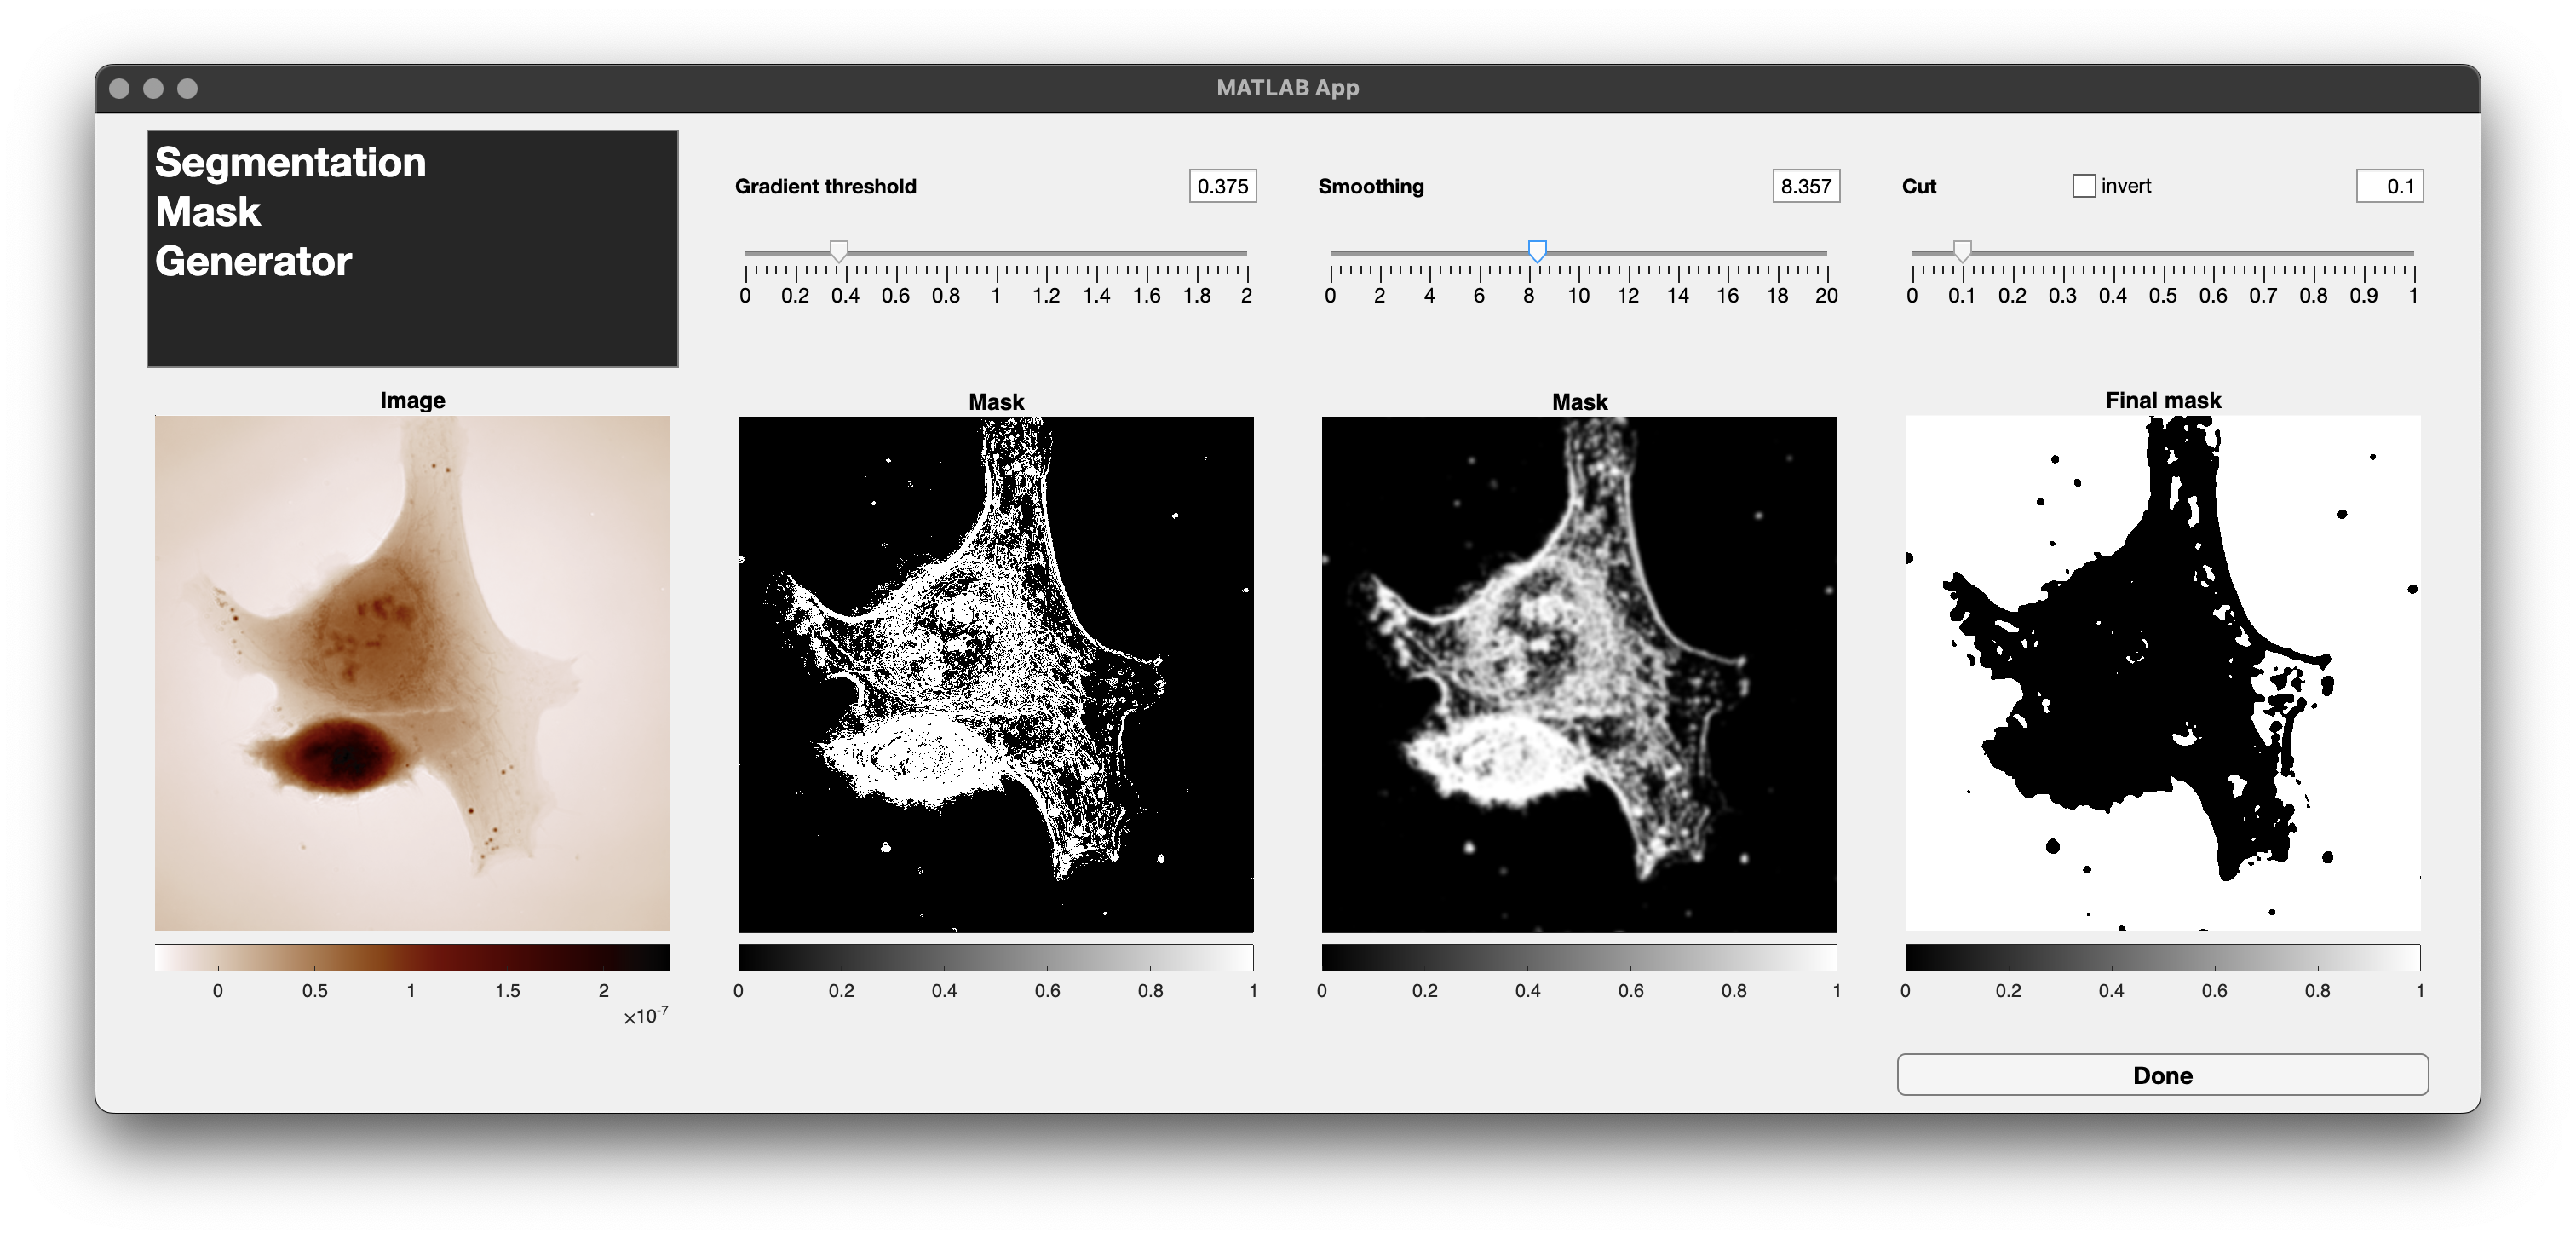 MATLAB App
Segmentation
Mask
Generator
Gradient threshold 0.375
0 0.2 0.4 0.6 0.8 1 1.2 1.4 1.6 1.8 2
Smoothing 8.357
0 2 4 6 8 10 12 14 16 18 20
Cut invert 0.1
0 0.1 0.2 0.3 0.4 0.5 0.6 0.7 0.8 0.9 1
Image
0 0.5 1 1.5 2
×10-7
Mask
0 0.2 0.4 0.6 0.8 1
Mask
0 0.2 0.4 0.6 0.8 1
Final mask
0 0.2 0.4 0.6 0.8 1
Done